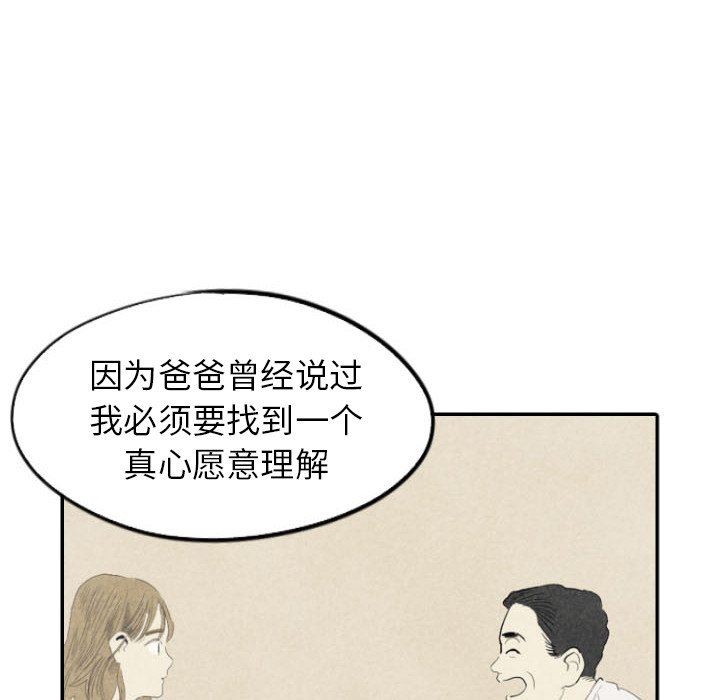 因为爸爸曾经说过
我必须要找到一个
真心愿意理解